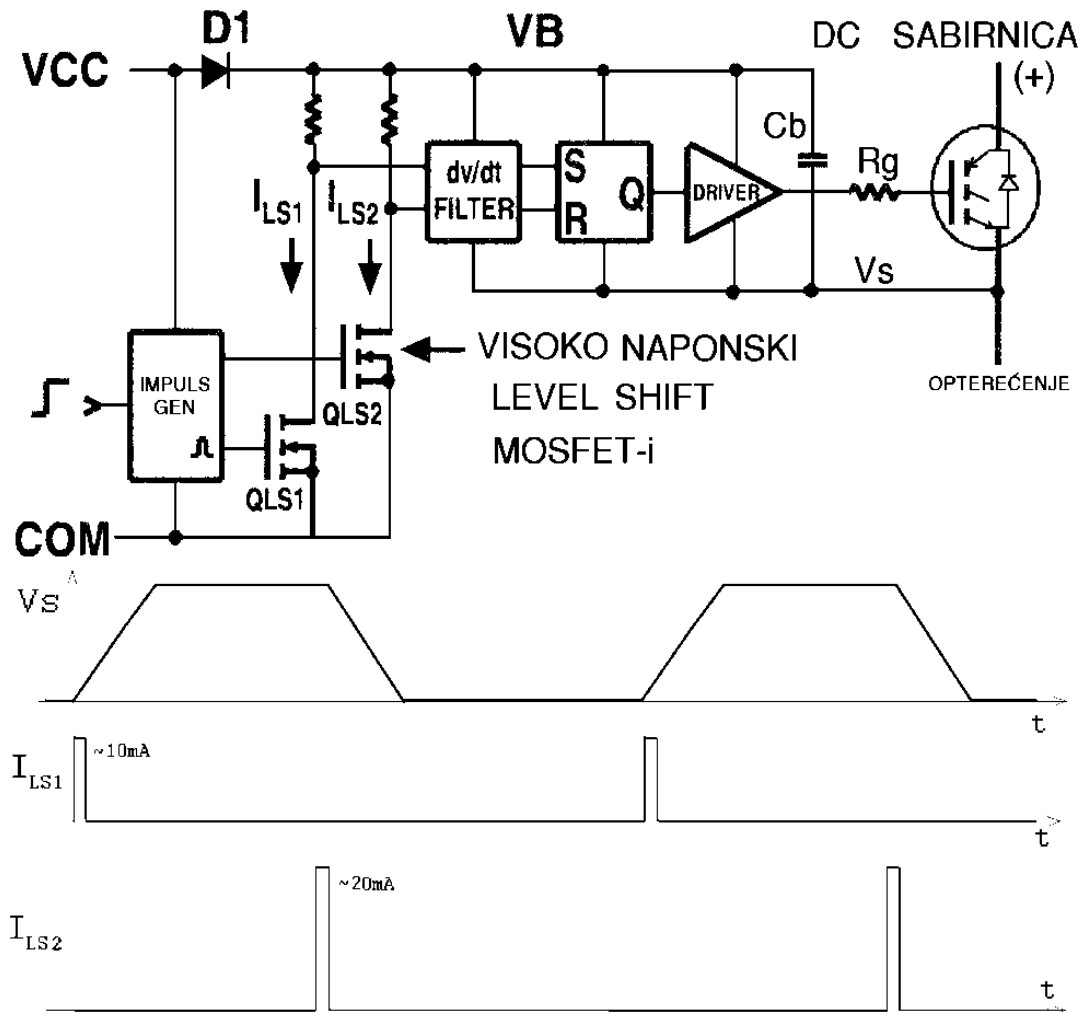 D1
VB
DC SABIRNICA
VCC
(+)
Cb
Rg
dv/dt
FILTER
S
R
Q
DRIVER
I LS1
I LS2
Vs
VISOKO NAPONSKI
LEVEL SHIFT
MOSFET-i
OPTEREĆENJE
IMPULS
GEN
QLS2
QLS1
COM
Vs
t
I LS1
~10mA
t
I LS2
~20mA
t